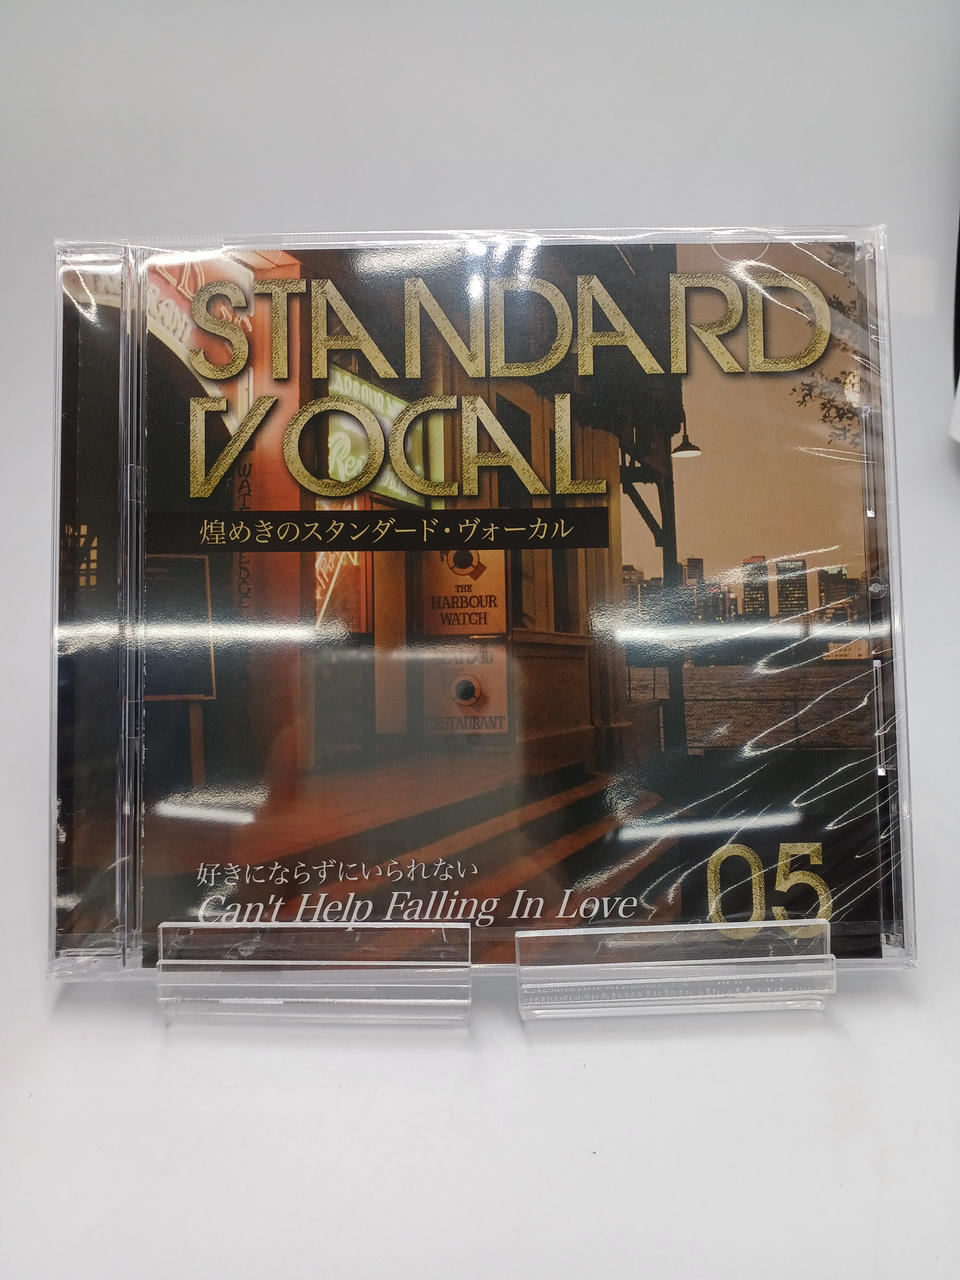 STANDARD
VOCAL
煌めきのスタンダード・ヴォーカル
THE
HARBOUR
WATCH
RESTAURANT
好きにならずにいられない
Can't Help Falling In Love
05